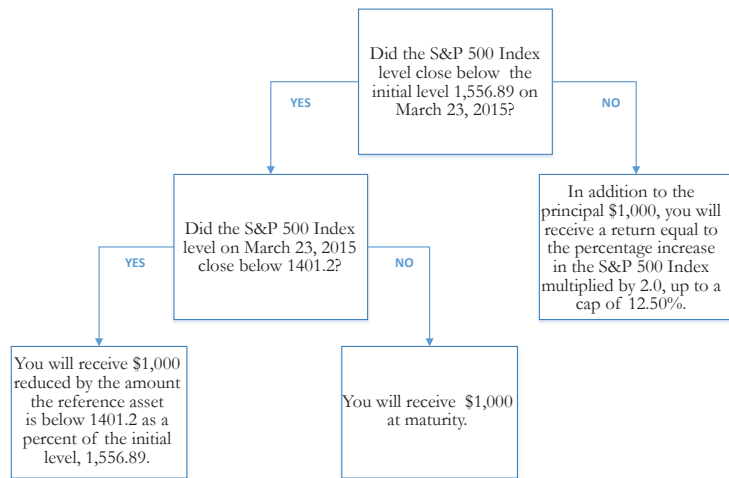 Did the S&P 500 Index
level close below the
initial level 1,556.89 on
March 23, 2015?
YES
NO
Did the S&P 500 Index
level on March 23, 2015
close below 1401.2?
In addition to the
principal $1,000, you will
receive a return equal to
the percentage increase
in the S&P 500 Index
multiplied by 2.0, up to a
cap of 12.50%.
YES
NO
You will receive $1,000
reduced by the amount
the reference asset
is below 1401.2 as a
percent of the initial
level, 1,556.89.
You will receive $1,000
at maturity.